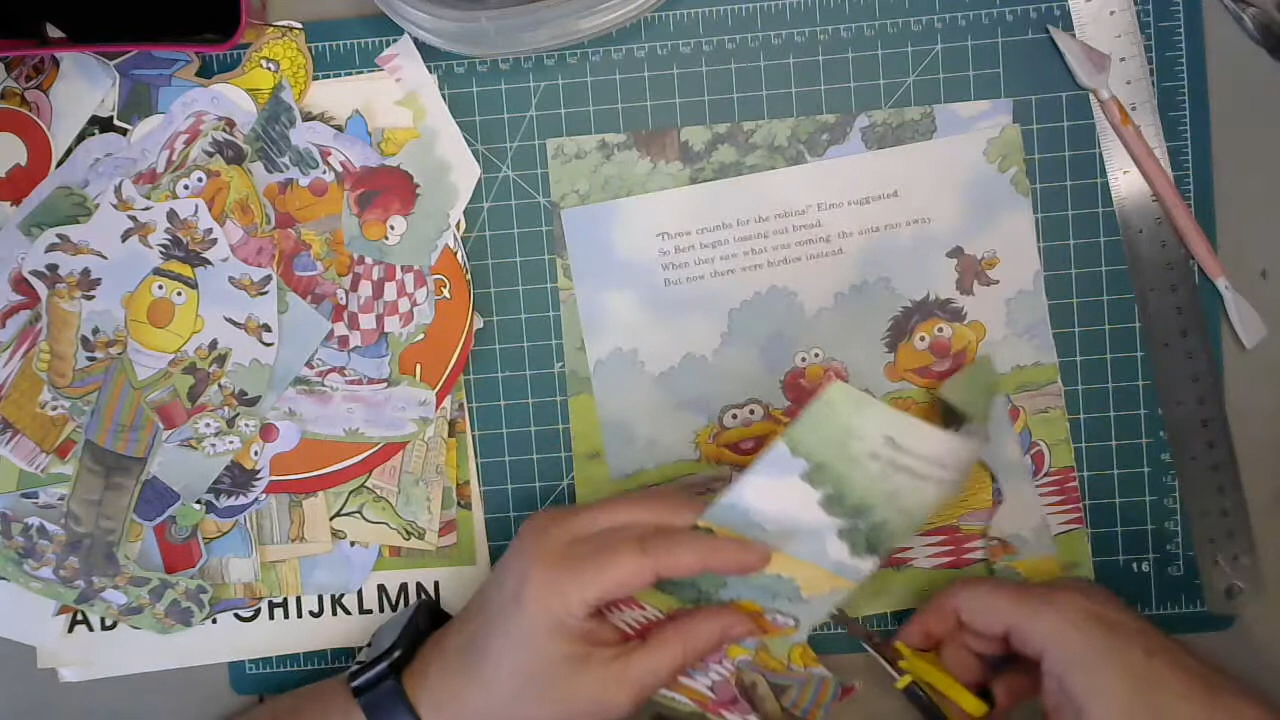 "Throw crumbs for the robins!" Elmo suggested.
So Bert began tossing out bread.
When they saw what was coming, the ants ran away.
But now there were birdies instead.
GHIJKLMN
16